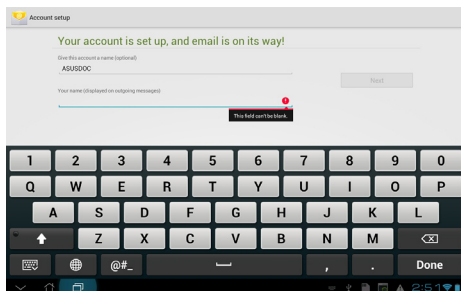 Account setup
Your account is set up, and email is on its way!
Give this account a name (optional)
ASUSDOC
Next
Your name (displayed on outgoing messages)
This field can't be blank.
1 2 3 4 5 6 7 8 9 0
Q W E R T Y U I O P
A S D F G H J K L
Z X C V B N M
@#_ , . Done
2:51